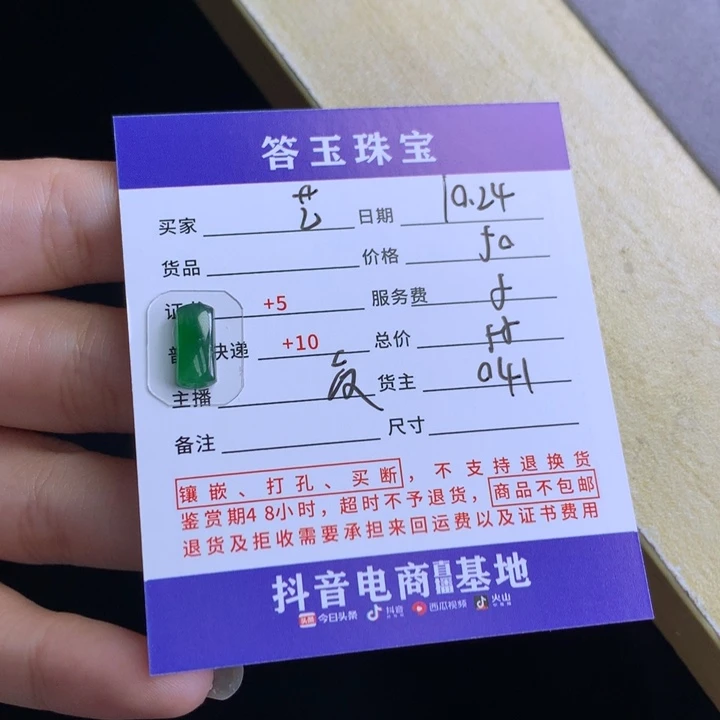 答玉珠宝
买家 艺 日期 10.24
货品 价格
+5 服务费
快递 +10 总价
主播 货主 041
备注 尺寸
镶嵌、打孔、买断，不支持退换货
鉴赏期48小时，超时不予退货，商品不包邮
退货及拒收需要承担来回运费以及证书费用
抖音电商直播基地
头条 今日头条 抖音 西瓜视频 火山